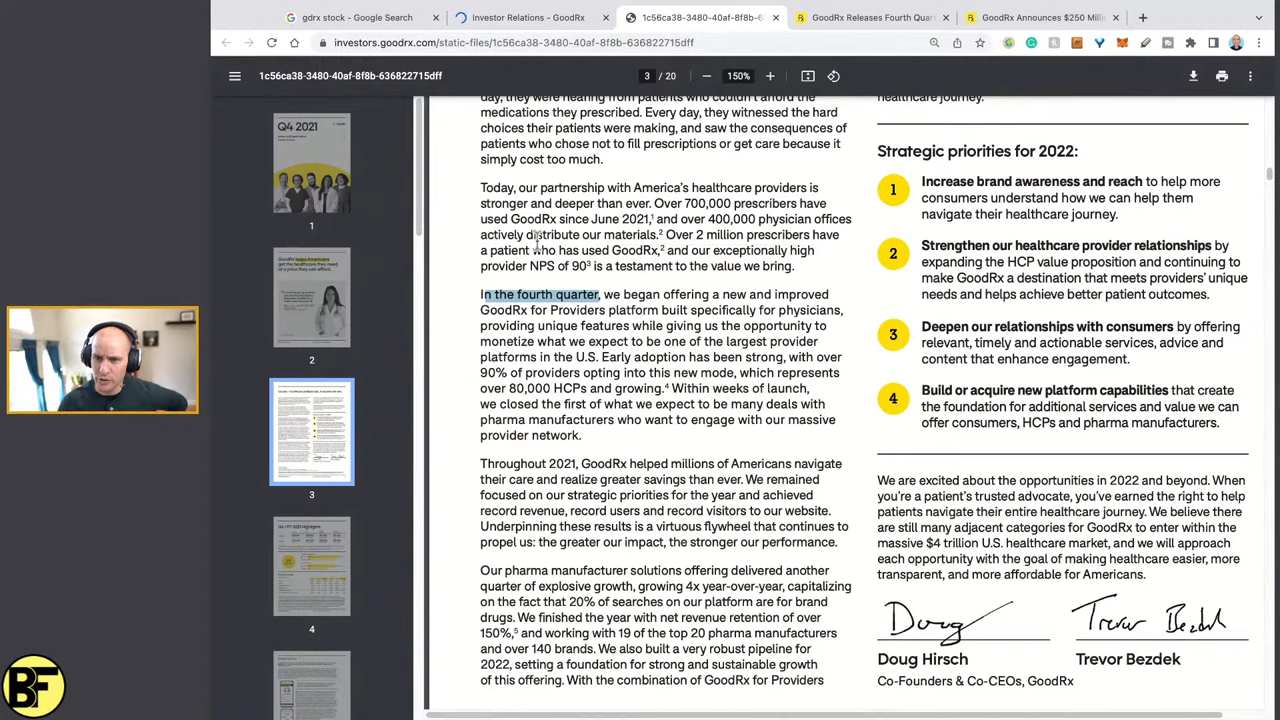 gdrx stock - Google Search
Investor Relations - GoodRx
1c56ca38-3480-40af-8f8b-63682
GoodRx Releases Fourth Quart
GoodRx Announces $250 Milli
investors.goodrx.com/static-files/1c56ca38-3480-40af-8f8b-636822715dff
1c56ca38-3480-40af-8f8b-636822715dff
3 / 20
150%
Q4 2021
1
2
3
4
day, they were treating
medications they prescribed. Every day, they witnessed the hard
choices their patients were making, and saw the consequences of
patients who chose not to fill prescriptions or get care because it
simply cost too much.
Today, our partnership with America's healthcare providers is
stronger and deeper than ever. Over 700,000 prescribers have
used GoodRx since June 2021,¹ and over 400,000 physician offices
actively distribute our materials.² Over 2 million prescribers have
a patient who has used GoodRx,² and our exceptionally high
provider NPS of is a testament to the value we bring.
In the fourth quarter, we began offering a new and improved
GoodRx for Providers platform built specifically for physicians,
providing unique features while giving us the opportunity to
monetize what we expect to be one of the largest provider
platforms in the U.S. Early adoption has been strong, with over
90% of providers opting into this new mode, which represents
over 80,000 HCPs and growing.⁴ Within weeks of launch,
we closed the first of what we expect to be many deals with
pharma manufacturers to help them get to scale with our
provider network.
Throughout 2021, GoodRx helped millions of Americans navigate
healthcare and find greater savings than ever. We remained
focused on our strategic priorities for the year and achieved
record revenue, record users and record visitors to our website.
Underpinning these results is a virtuous flywheel that continues to
propel us: the greater our impact, the stronger our performance.
Our pharma manufacturer solutions offering delivered another
quarter of strong growth, growing to of revenue by capitalizing
on the fact that 20% of searches on our platform are for brand
drugs. We finished the year with net revenue retention of over
150%,⁵ and working with 19 of the top 20 pharma manufacturers
and over 100 brands. We've built a very strong pipeline for
2022, setting the stage for continued and sustainable growth
of this offering. With the combination of GoodRx for Providers
healthcare journey.
Strategic priorities for 2022:
1
Increase brand awareness and reach to help more
consumers understand how we can help them
navigate their healthcare journey.
2
Strengthen our healthcare provider relationships by
expanding our HCP value proposition and continuing to
make GoodRx a destination that meets providers' unique
needs and helps achieve better patient outcomes.
3
Deepen our relationships with consumers by offering
relevant, timely and actionable services, advice and
content that enhance engagement.
4
Build consumer platform capabilities that create
the foundation for additional services and value we can
offer consumers, HCPs and pharma manufacturers.
We are excited about the opportunities in 2022 and beyond. When
you're a patient's trusted advocate, you've earned the right to help
patients navigate their entire healthcare journey. We believe there
are still many adjacent categories for GoodRx to enter within the
massive $4 trillion U.S. healthcare market, and we will approach
each opportunity with the goal of making healthcare easier, more
transparent, and more affordable for Americans.
Doug
Trevor Bezdek
Doug Hirsch
Trevor Bezdek
Co-Founders & Co-CEOs, GoodRx
BF